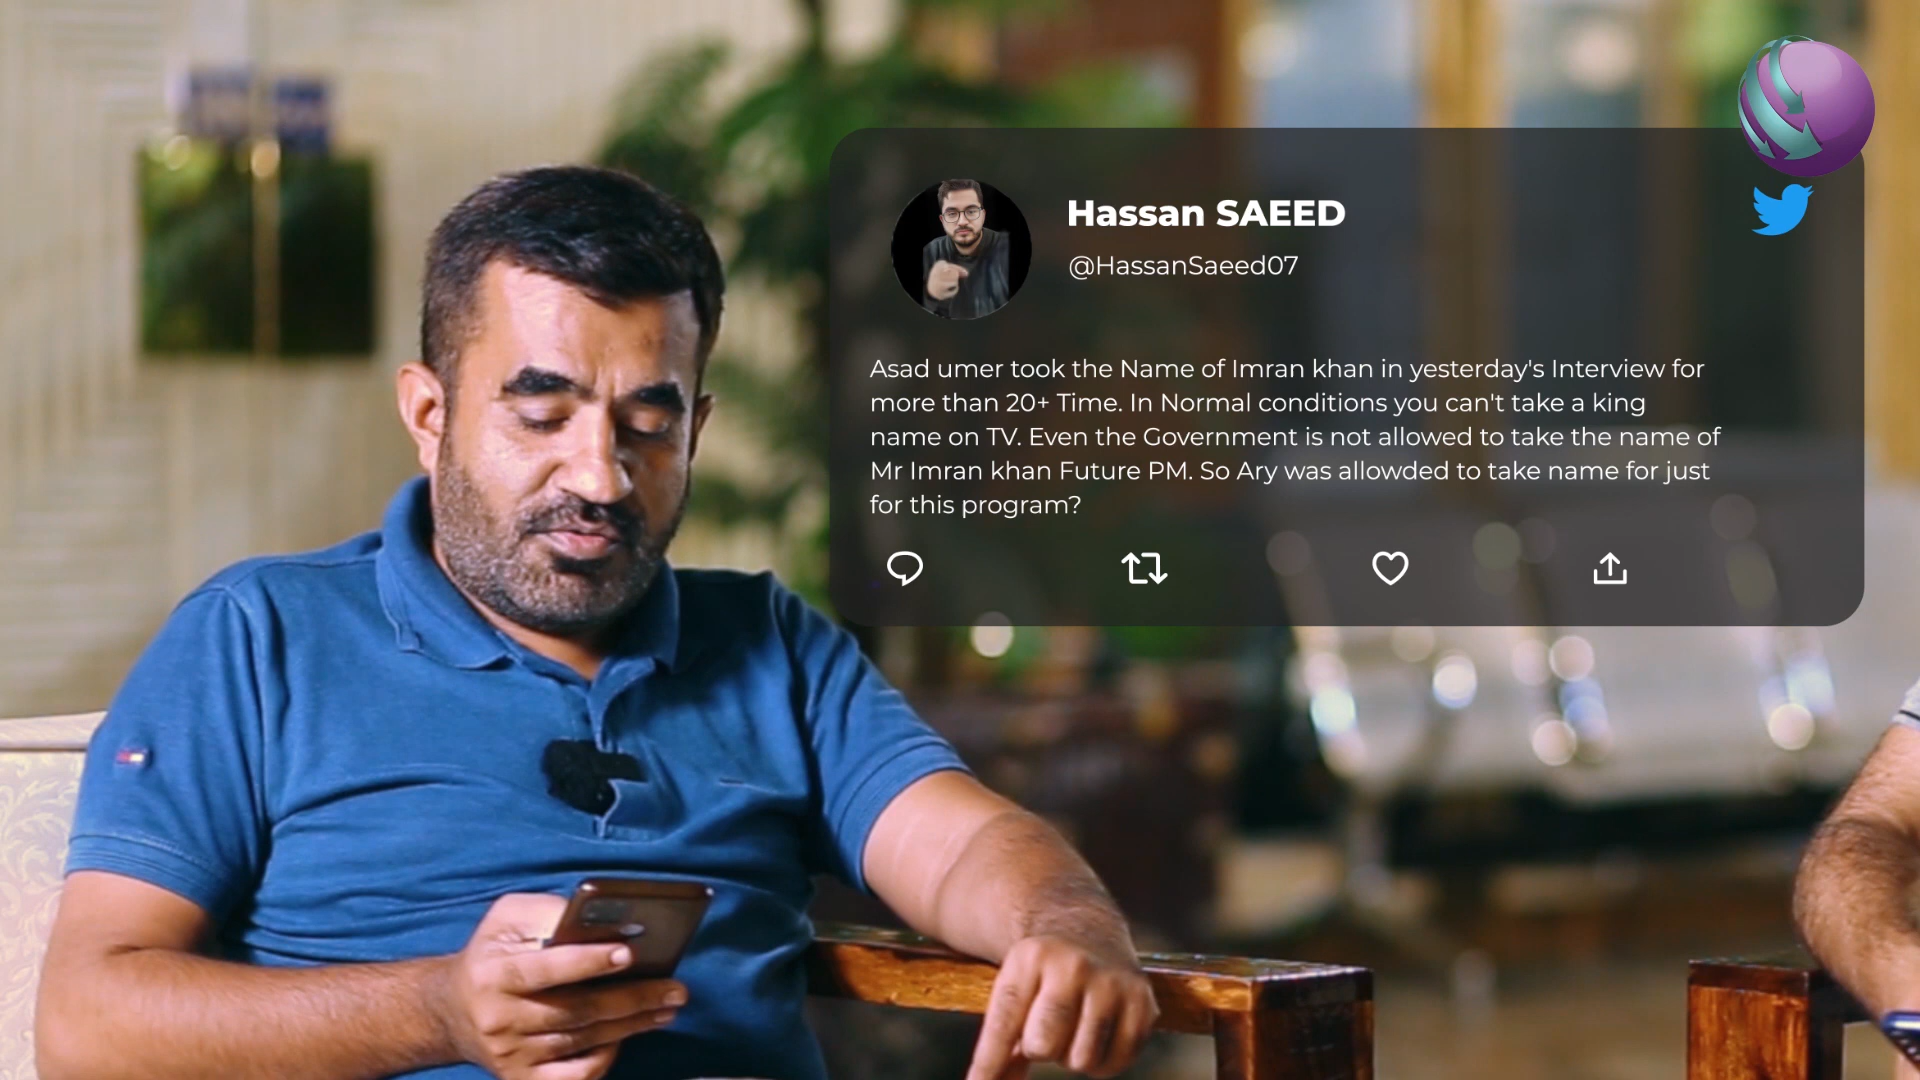 Hassan SAEED
@HassanSaeed07
Asad umer took the Name of Imran khan in yesterday's Interview for
more than 20+ Time. In Normal conditions you can't take a king
name on TV. Even the Government is not allowed to take the name of
Mr Imran khan Future PM. So Ary was allowded to take name for just
for this program?